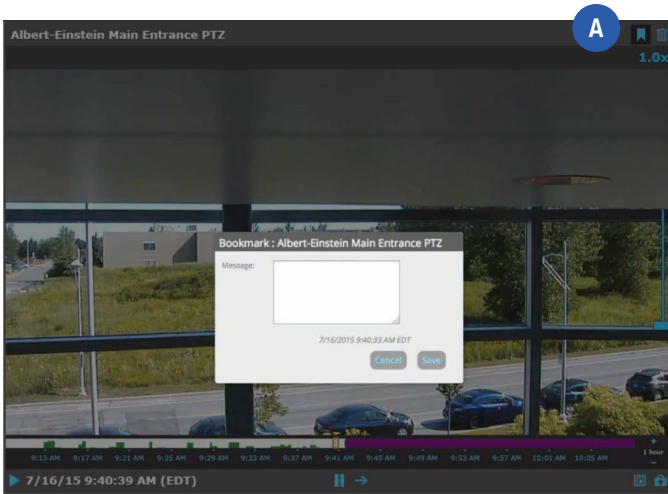 Albert-Einstein Main Entrance PTZ
A
1.0x
Bookmark : Albert-Einstein Main Entrance PTZ
Message:
7/16/2015 9:40:33 AM EDT
Cancel Save
9:13 AM 9:17 AM 9:21 AM 9:25 AM 9:29 AM 9:33 AM 9:37 AM 9:41 AM 9:45 AM 9:49 AM 9:53 AM 9:57 AM 10:01 AM 10:05 AM
+
1 hour
–
7/16/15 9:40:39 AM (EDT)